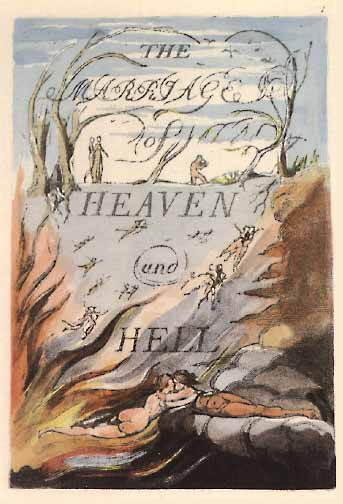 THE
MARRIAGE
of
HEAVEN
and
HELL